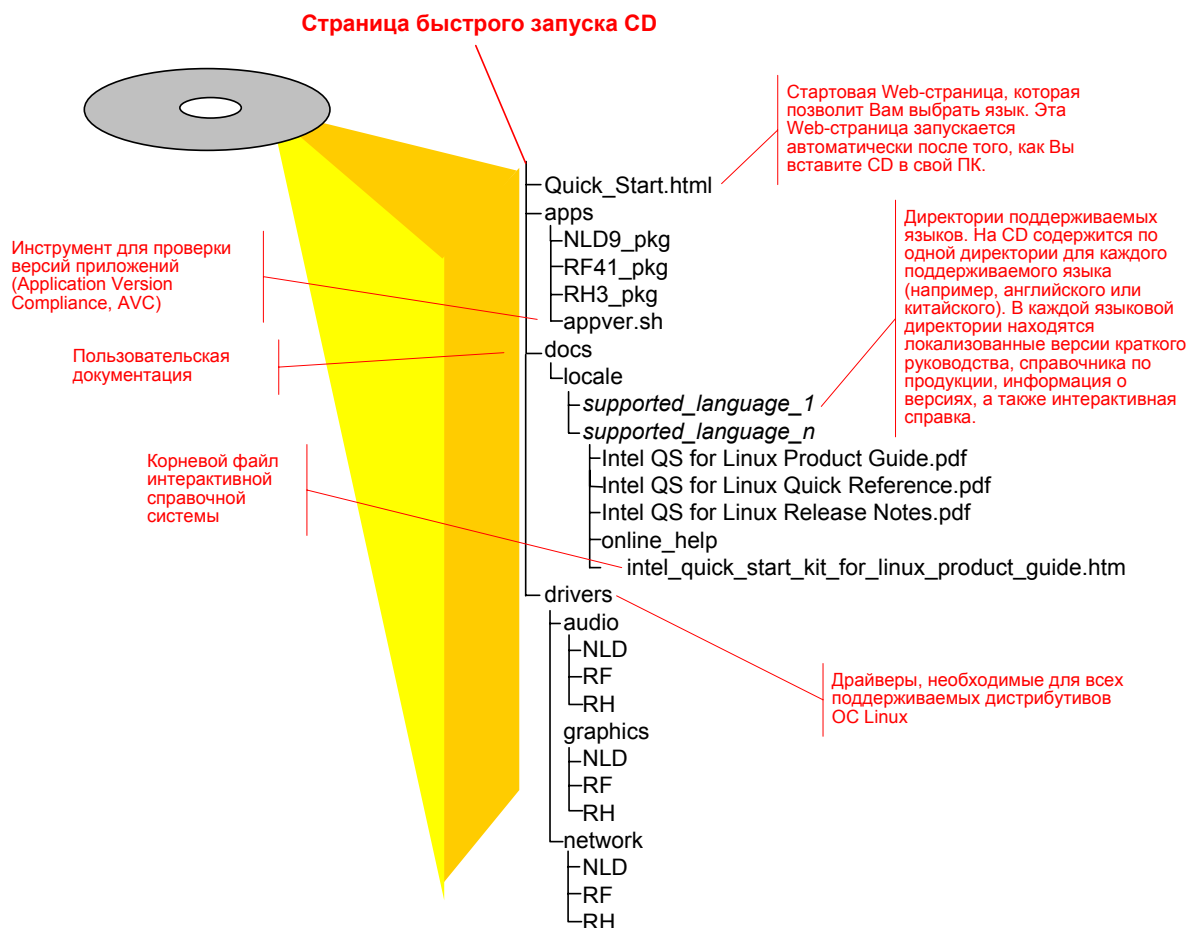 Страница быстрого запуска CD
Стартовая Web-страница, которая
позволит Вам выбрать язык. Эта
Web-страница запускается
автоматически после того, как Вы
вставите CD в свой ПК.
Директории поддерживаемых
языков. На CD содержится по
одной директории для каждого
поддерживаемого языка
(например, английского или
китайского). В каждой языковой
директории находятся
локализованные версии краткого
руководства, справочника по
продукции, информация о
версиях, а также интерактивная
справка.
Инструмент для проверки
версий приложений
(Application Version
Compliance, AVC)
Пользовательская
документация
Корневой файл
интерактивной
справочной
системы
Quick_Start.html
apps
NLD9_pkg
RF41_pkg
RH3_pkg
appver.sh
docs
locale
supported_language_1
supported_language_n
Intel QS for Linux Product Guide.pdf
Intel QS for Linux Quick Reference.pdf
Intel QS for Linux Release Notes.pdf
online_help
intel_quick_start_kit_for_linux_product_guide.htm
drivers
audio
NLD
RF
RH
graphics
NLD
RF
RH
network
NLD
RF
RH
Драйверы, необходимые для всех
поддерживаемых дистрибутивов
ОС Linux